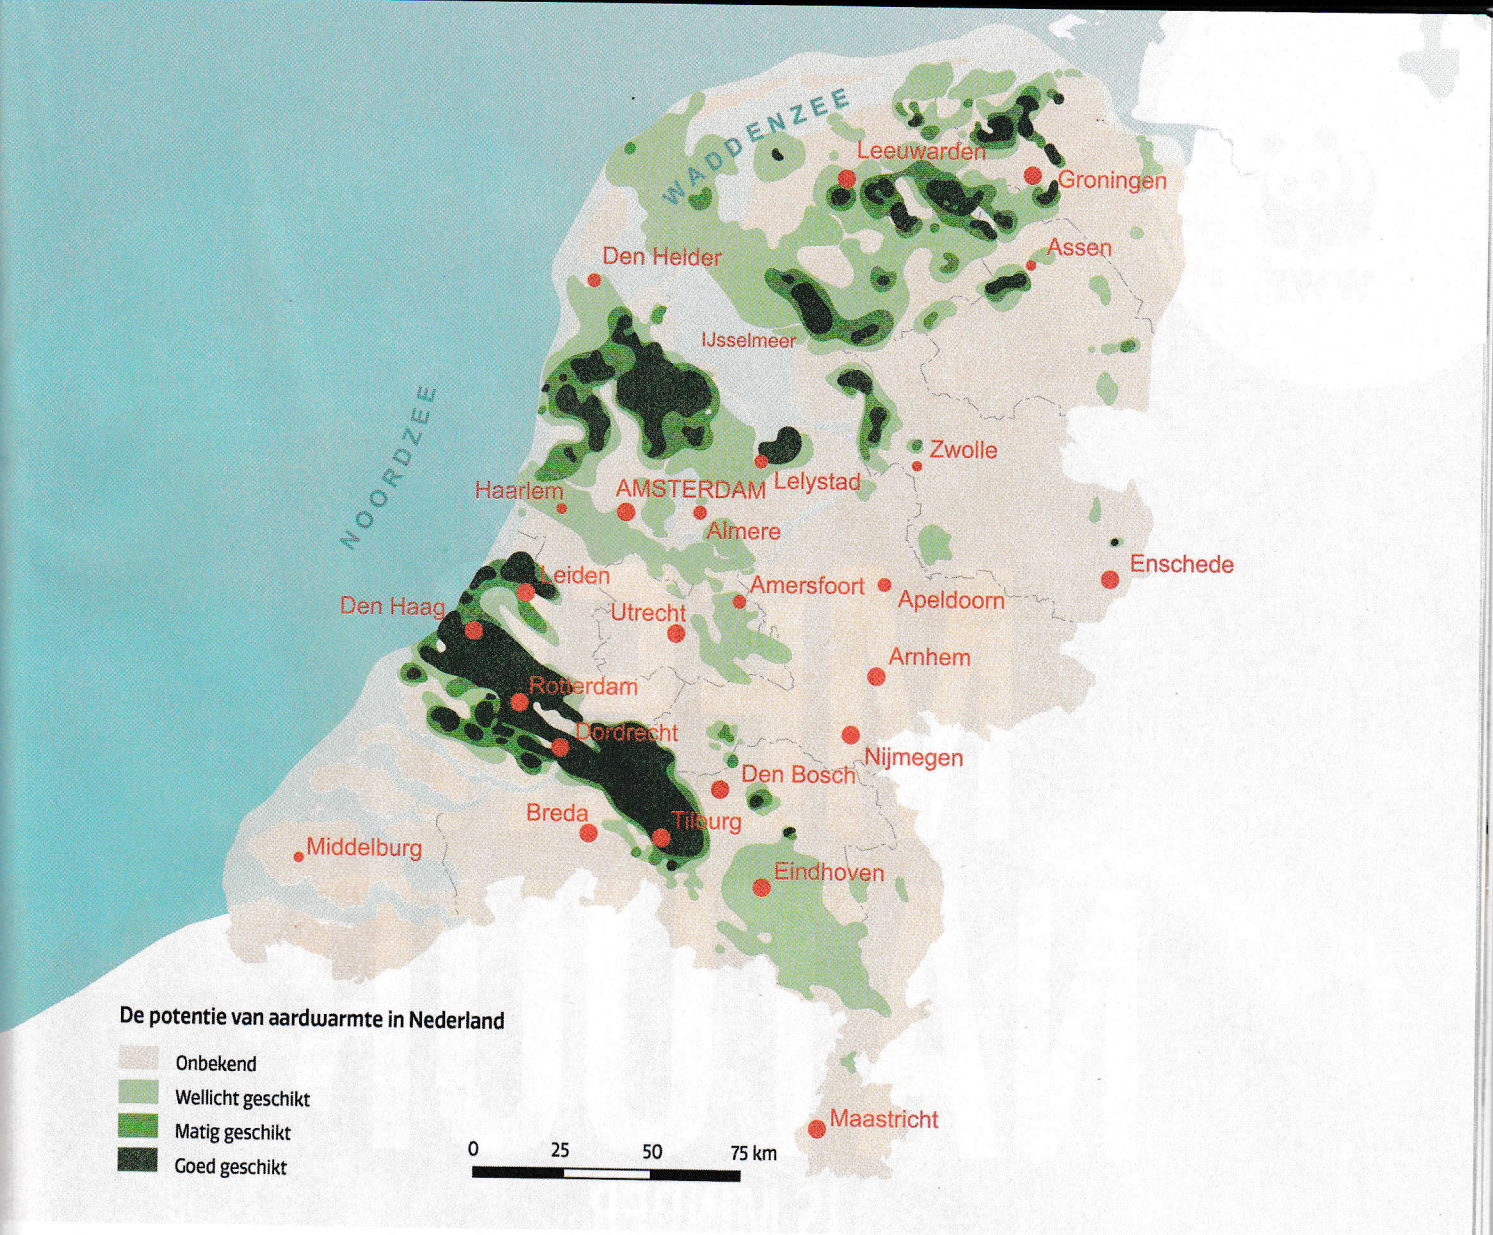 WADDENZEE
Leeuwarden
Groningen
Den Helder
Assen
IJsselmeer
NOORDZEE
Zwolle
Haarlem
AMSTERDAM
Lelystad
Almere
Enschede
Leiden
Amersfoort
Apeldoorn
Den Haag
Utrecht
Arnhem
Rotterdam
Dordrecht
Nijmegen
Den Bosch
Breda
Tilburg
Middelburg
Eindhoven
De potentie van aardwarmte in Nederland
Onbekend
Wellicht geschikt
Matig geschikt
Goed geschikt
0 25 50 75 km
Maastricht